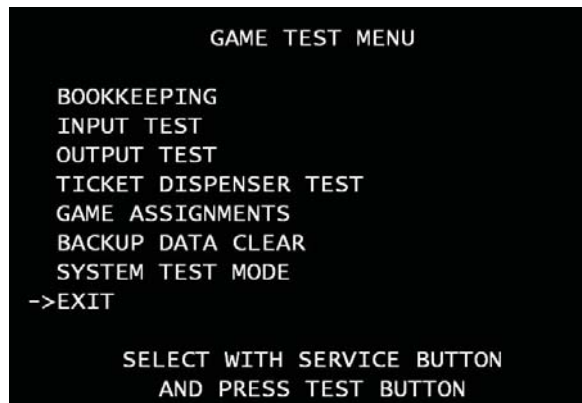 GAME TEST MENU
BOOKKEEPING
INPUT TEST
OUTPUT TEST
TICKET DISPENSER TEST
GAME ASSIGNMENTS
BACKUP DATA CLEAR
SYSTEM TEST MODE
->EXIT
SELECT WITH SERVICE BUTTON
AND PRESS TEST BUTTON